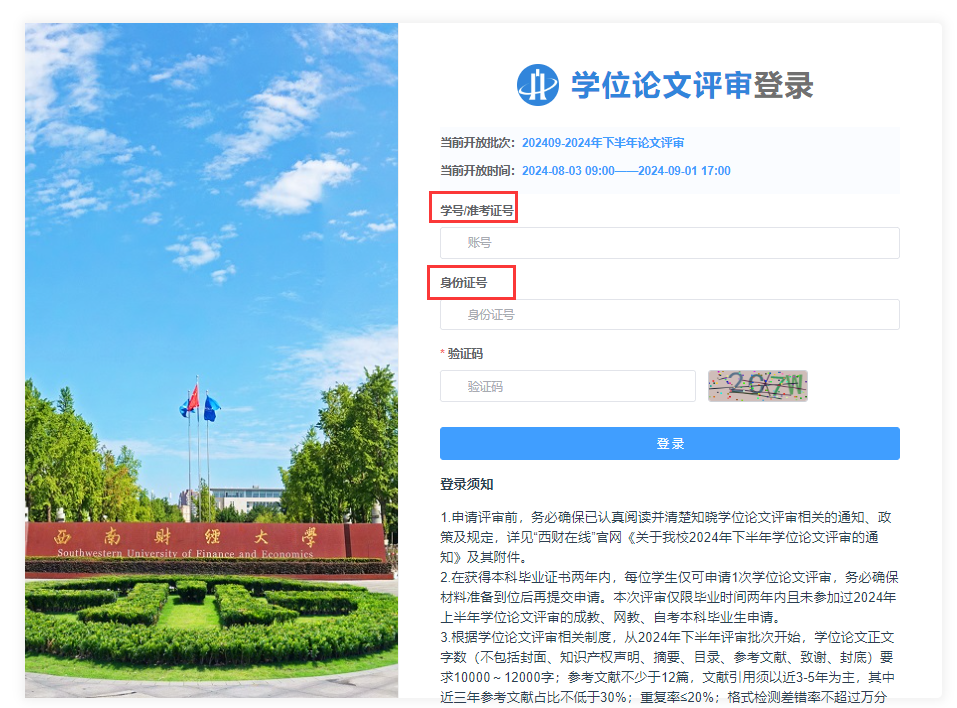 学位论文评审登录
当前开放批次：202409-2024年下半年论文评审
当前开放时间：2024-08-03 09:00——2024-09-01 17:00
学号/准考证号
账号
身份证号
身份证号
* 验证码
验证码
207W
登录
登录须知
1.申请评审前，务必确保已认真阅读并清楚知晓学位论文评审相关的通知、政
策及规定，详见“西财在线”官网《关于我校2024年下半年学位论文评审的通
知》及其附件。
2.在获得本科毕业证书两年内，每位学生仅可申请1次学位论文评审，务必确保
材料准备到位后再提交申请。本次评审仅限毕业时间两年内且未参加过2024年
上半年学位论文评审的成教、网教、自考本科毕业生申请。
3.根据学位论文评审相关制度，从2024年下半年评审批次开始，学位论文正文
字数（不包括封面、知识产权声明、摘要、目录、参考文献、致谢、封底）要
求10000～12000字；参考文献不少于12篇，文献引用须以近3-5年为主，其中
近三年参考文献占比不低于30%；重复率≤20%；格式检测差错率不超过万分
西南财经大學
Southwestern University of Finance and Economics